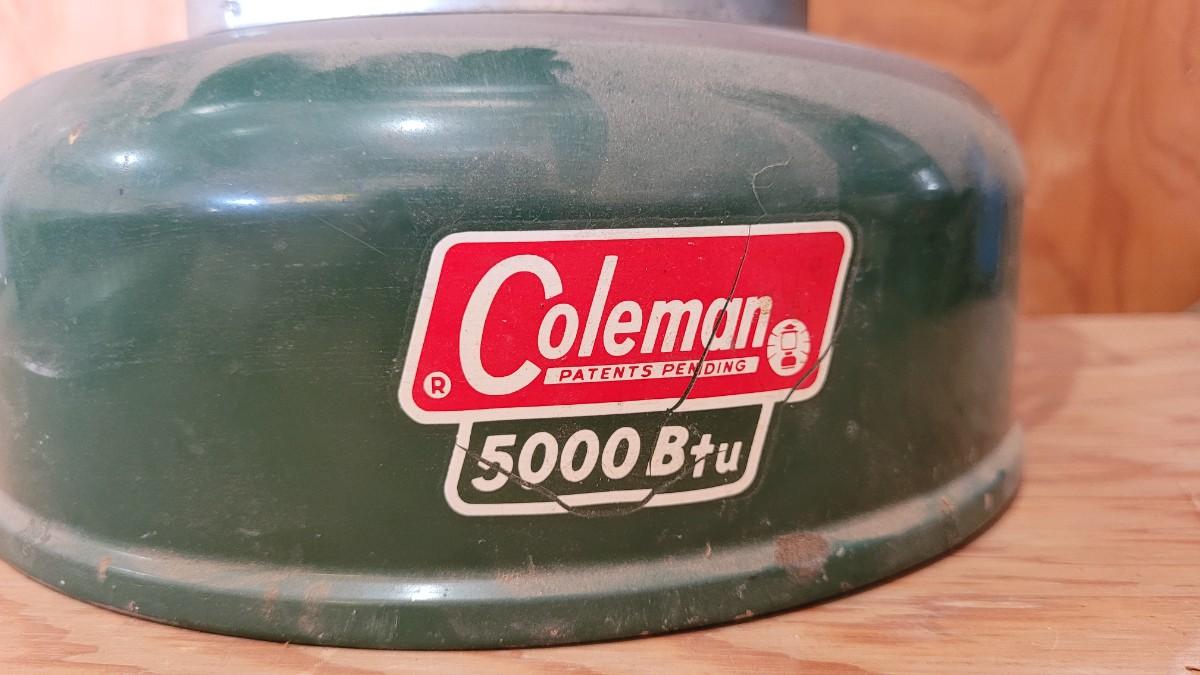 Coleman
® PATENTS PENDING
5000 Btu